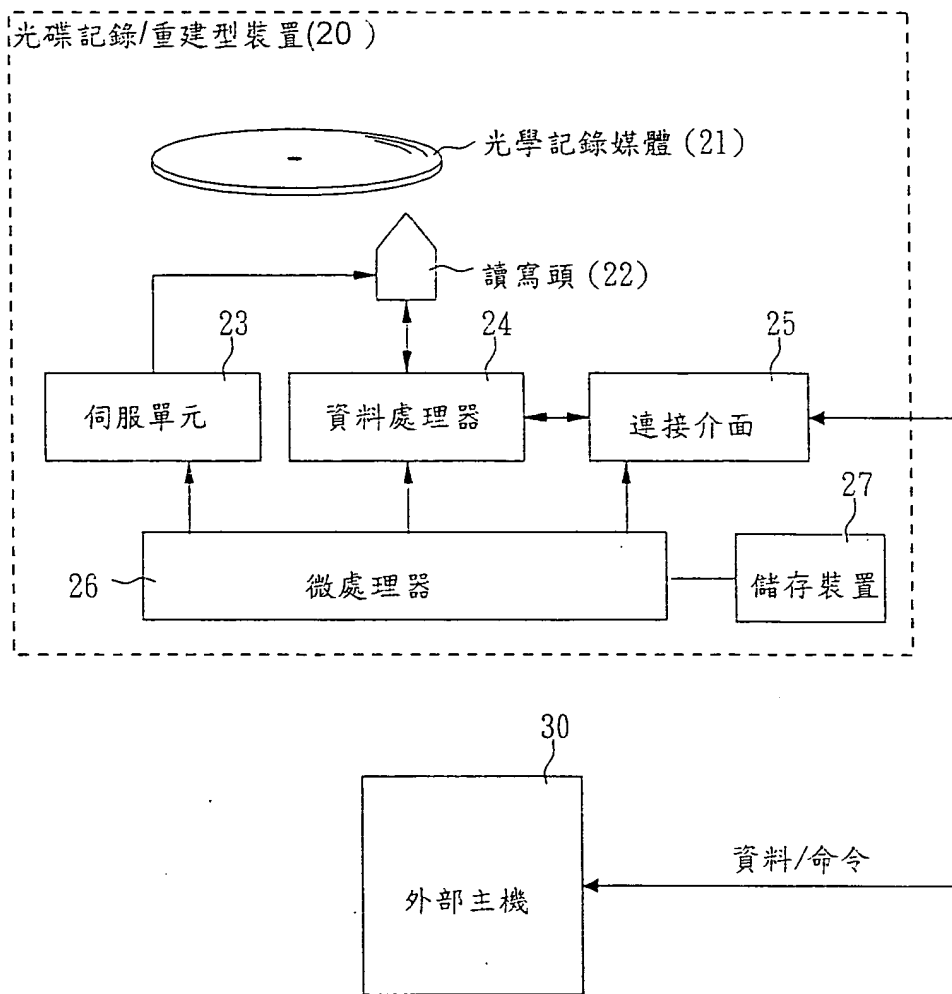 光碟記錄/重建型裝置(20 )
光學記錄媒體(21)
讀寫頭(22)
23
24
25
伺服單元
資料處理器
連接介面
27
26
微處理器
儲存裝置
30
資料/命令
外部主機